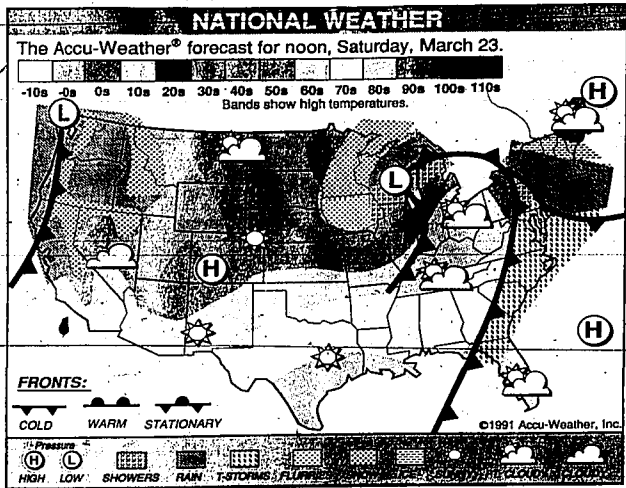 NATIONAL WEATHER
The Accu-Weather® forecast for noon, Saturday, March 23.
-10s -0s 0s 10s 20s 30s 40s 50s 60s 70s 80s 90s 100s 110s
Bands show high temperatures.
L
H
L
H
H
FRONTS:
COLD WARM STATIONARY
©1991 Accu-Weather, Inc.
Pressure
H L
HIGH LOW SHOWERS RAIN T-STORMS FLURRIES